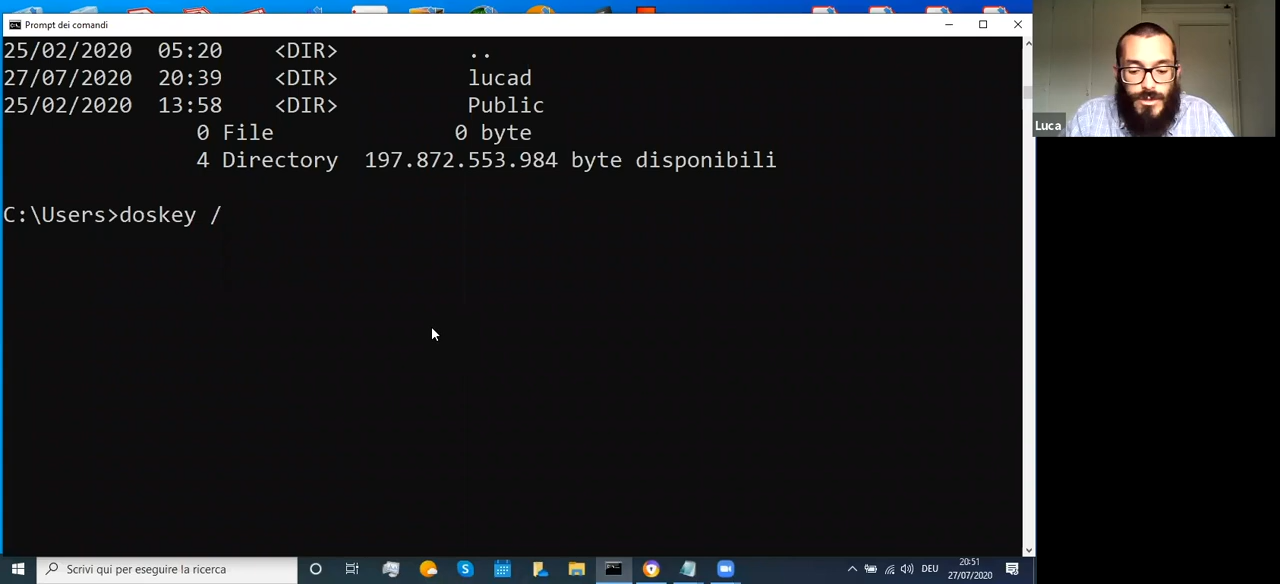 Prompt dei comandi
25/02/2020 05:20 <DIR> ..
27/07/2020 20:39 <DIR> lucad
25/02/2020 13:58 <DIR> Public
0 File 0 byte
4 Directory 197.872.553.984 byte disponibili
C:\Users>doskey /
Luca
Scrivi qui per eseguire la ricerca
DEU
20:51
27/07/2020